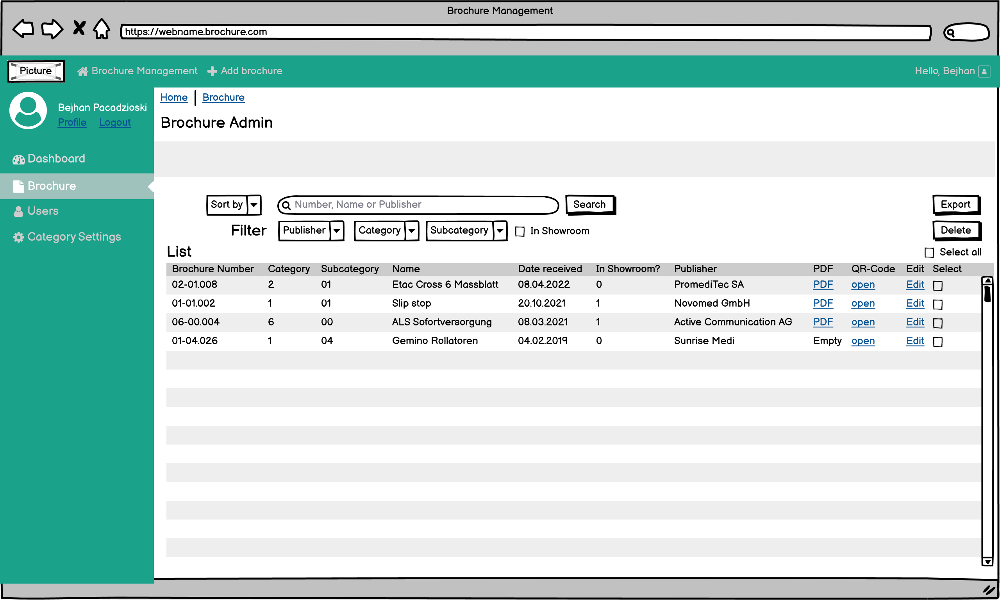 Brochure Management
https://webname.brochure.com
Picture Brochure Management Add brochure Hello, Bejhan
Bejhan Pacadzioski
Profile Logout
Dashboard
Brochure
Users
Category Settings
Home Brochure
Brochure Admin
Sort by Number, Name or Publisher Search Export
Filter Publisher Category Subcategory In Showroom Delete
List Select all
Brochure Number Category Subcategory Name Date received In Showroom? Publisher PDF QR-Code Edit Select
02-01.008 2 01 Etac Cross 6 Massblatt 08.04.2022 0 PromediTec SA PDF open Edit
01-01.002 1 01 Slip stop 20.10.2021 1 Novomed GmbH PDF open Edit
06-00.004 6 00 ALS Sofortversorgung 08.03.2021 1 Active Communication AG PDF open Edit
01-04.026 1 04 Gemino Rollatoren 04.02.2019 0 Sunrise Medi Empty open Edit